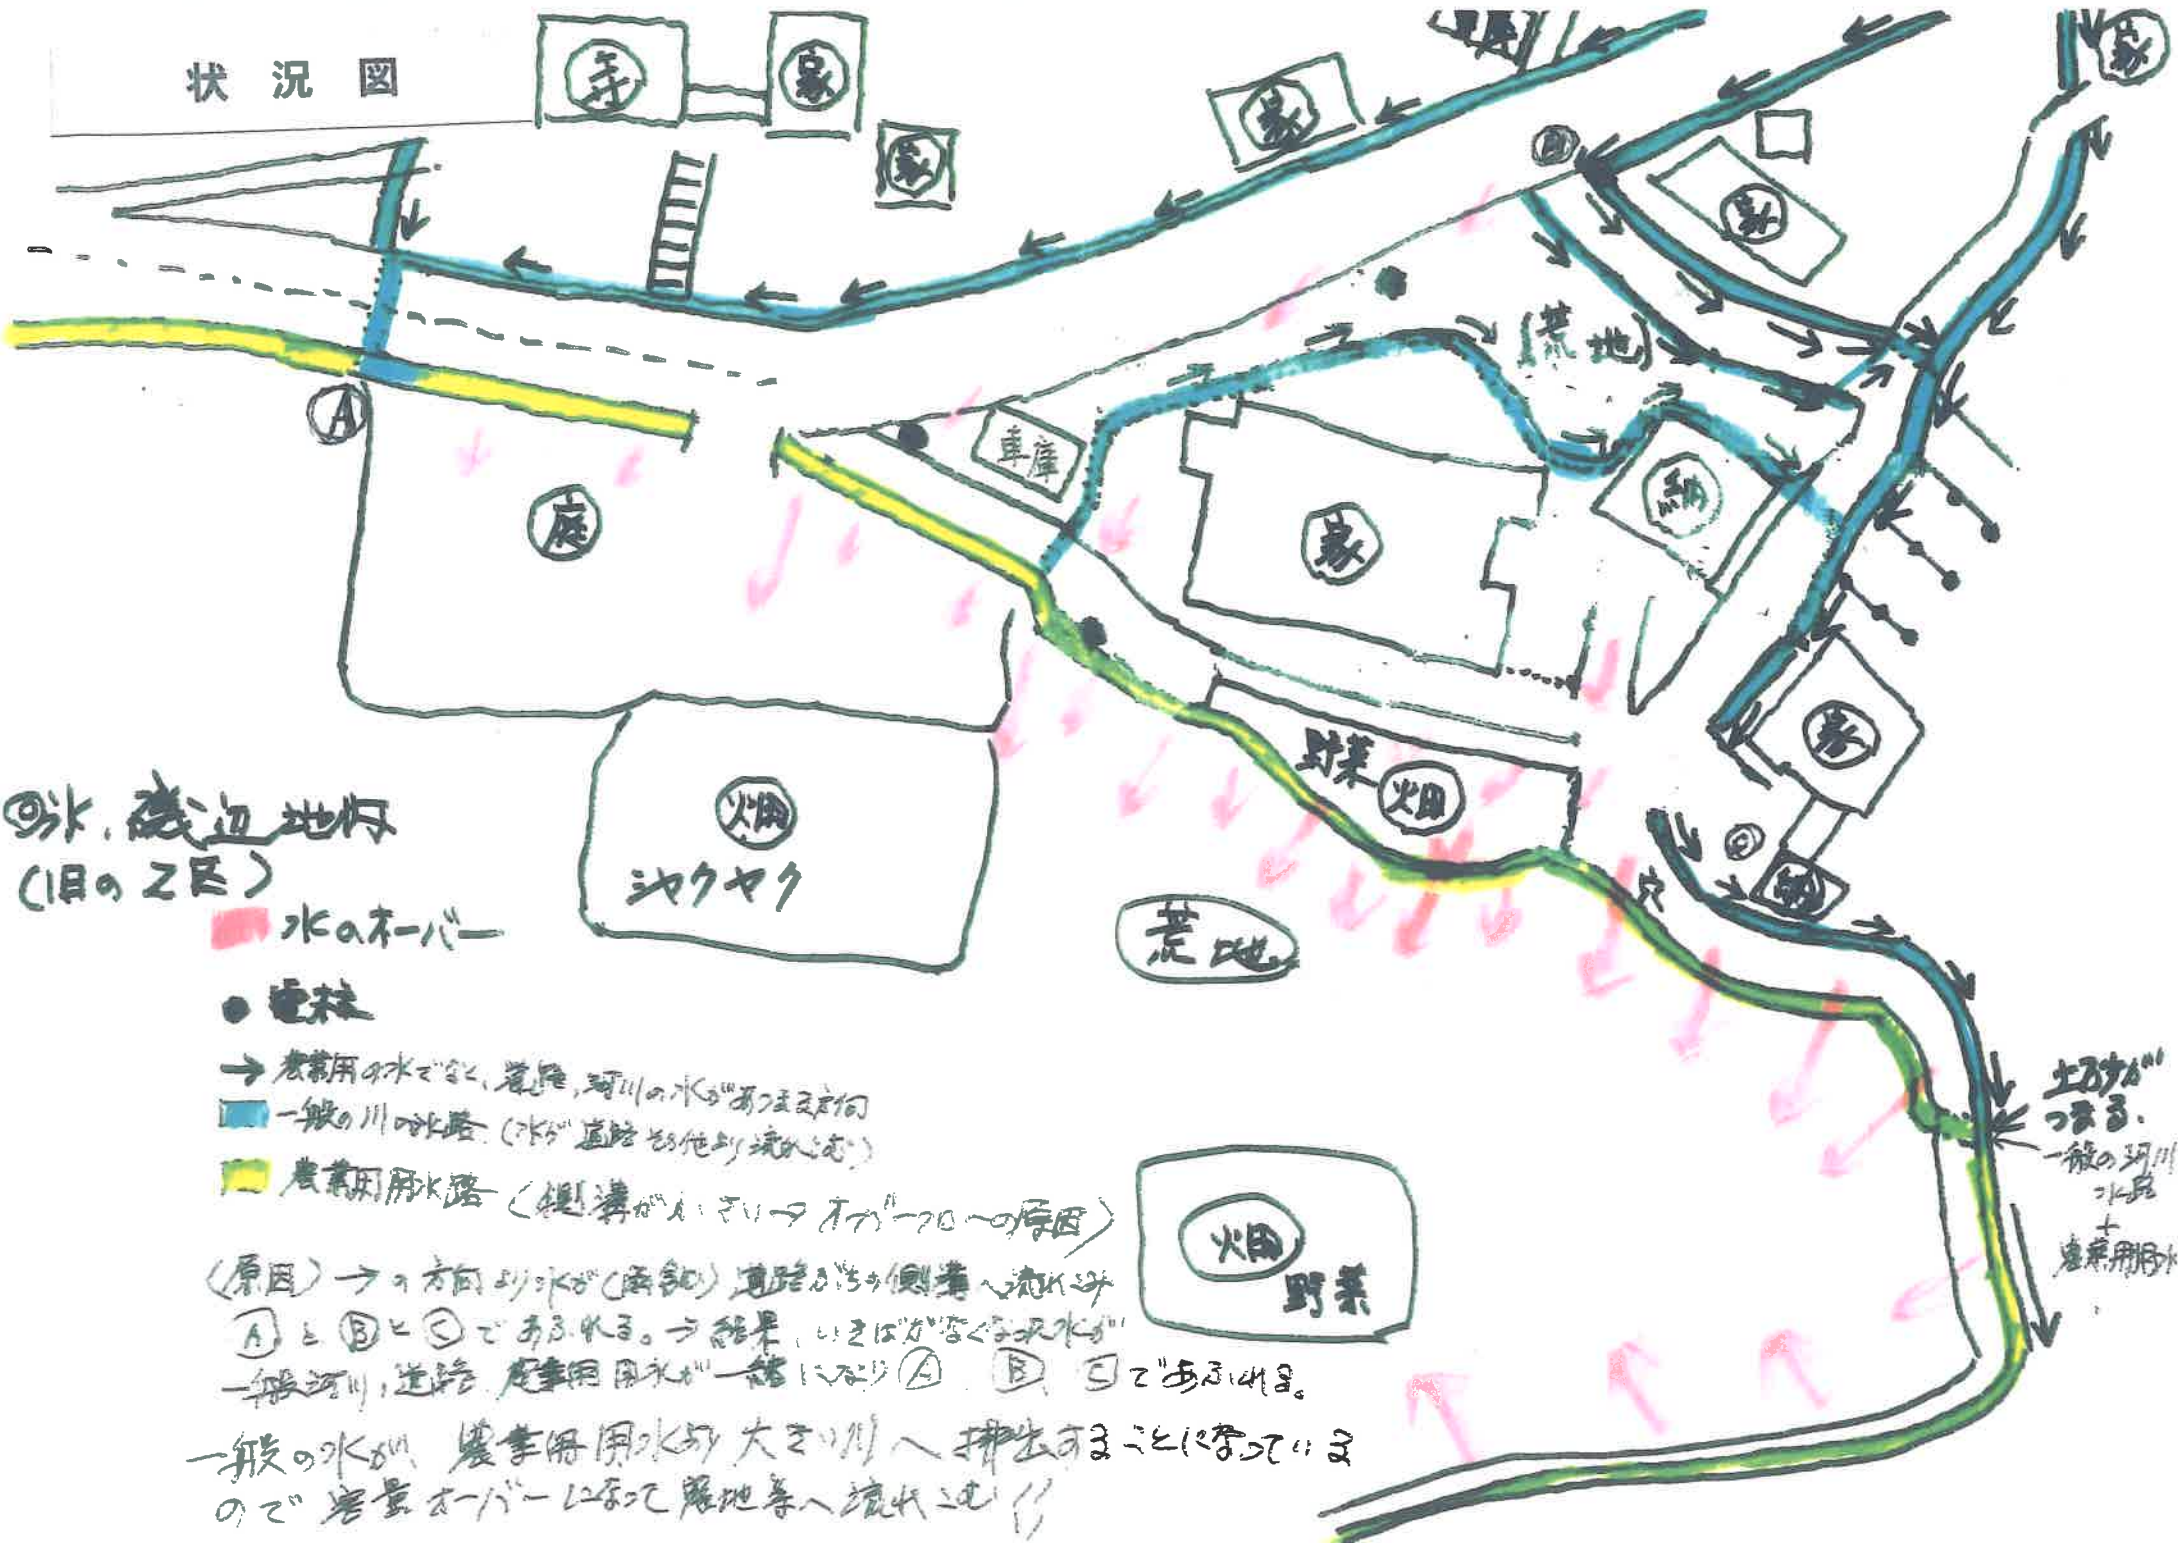 状況図
寺
家
家
家
家
家
B
(荒地)
A
車庫
庭
家
納
家
野菜 畑
畑
シャクヤク
C
穴
荒地
磯辺地内
(旧の2区)
水のオーバー
電柱
→ 農業用の水でなく、道路、河川の水があつまる方向
一般の川の水路 (水が道路その他より流れこむ)
農業用用水路 (側溝が小さい→オーバーフローの原因)
土砂が
つまる.
一般の河川
水路
+
農業用用水
畑
野菜
(原因) → の方向より水が 道路ぶちの側溝へ流れこみ
A と B と C であふれる。→ 結果、いきばがなくなった水が
一般河川、道路、農業用用水が一緒になり A B C であふれる。
一般の水が 農業用用水より大きい川へ排出することになっている
ので 容量オーバーになって農地等へ流れこむ!!